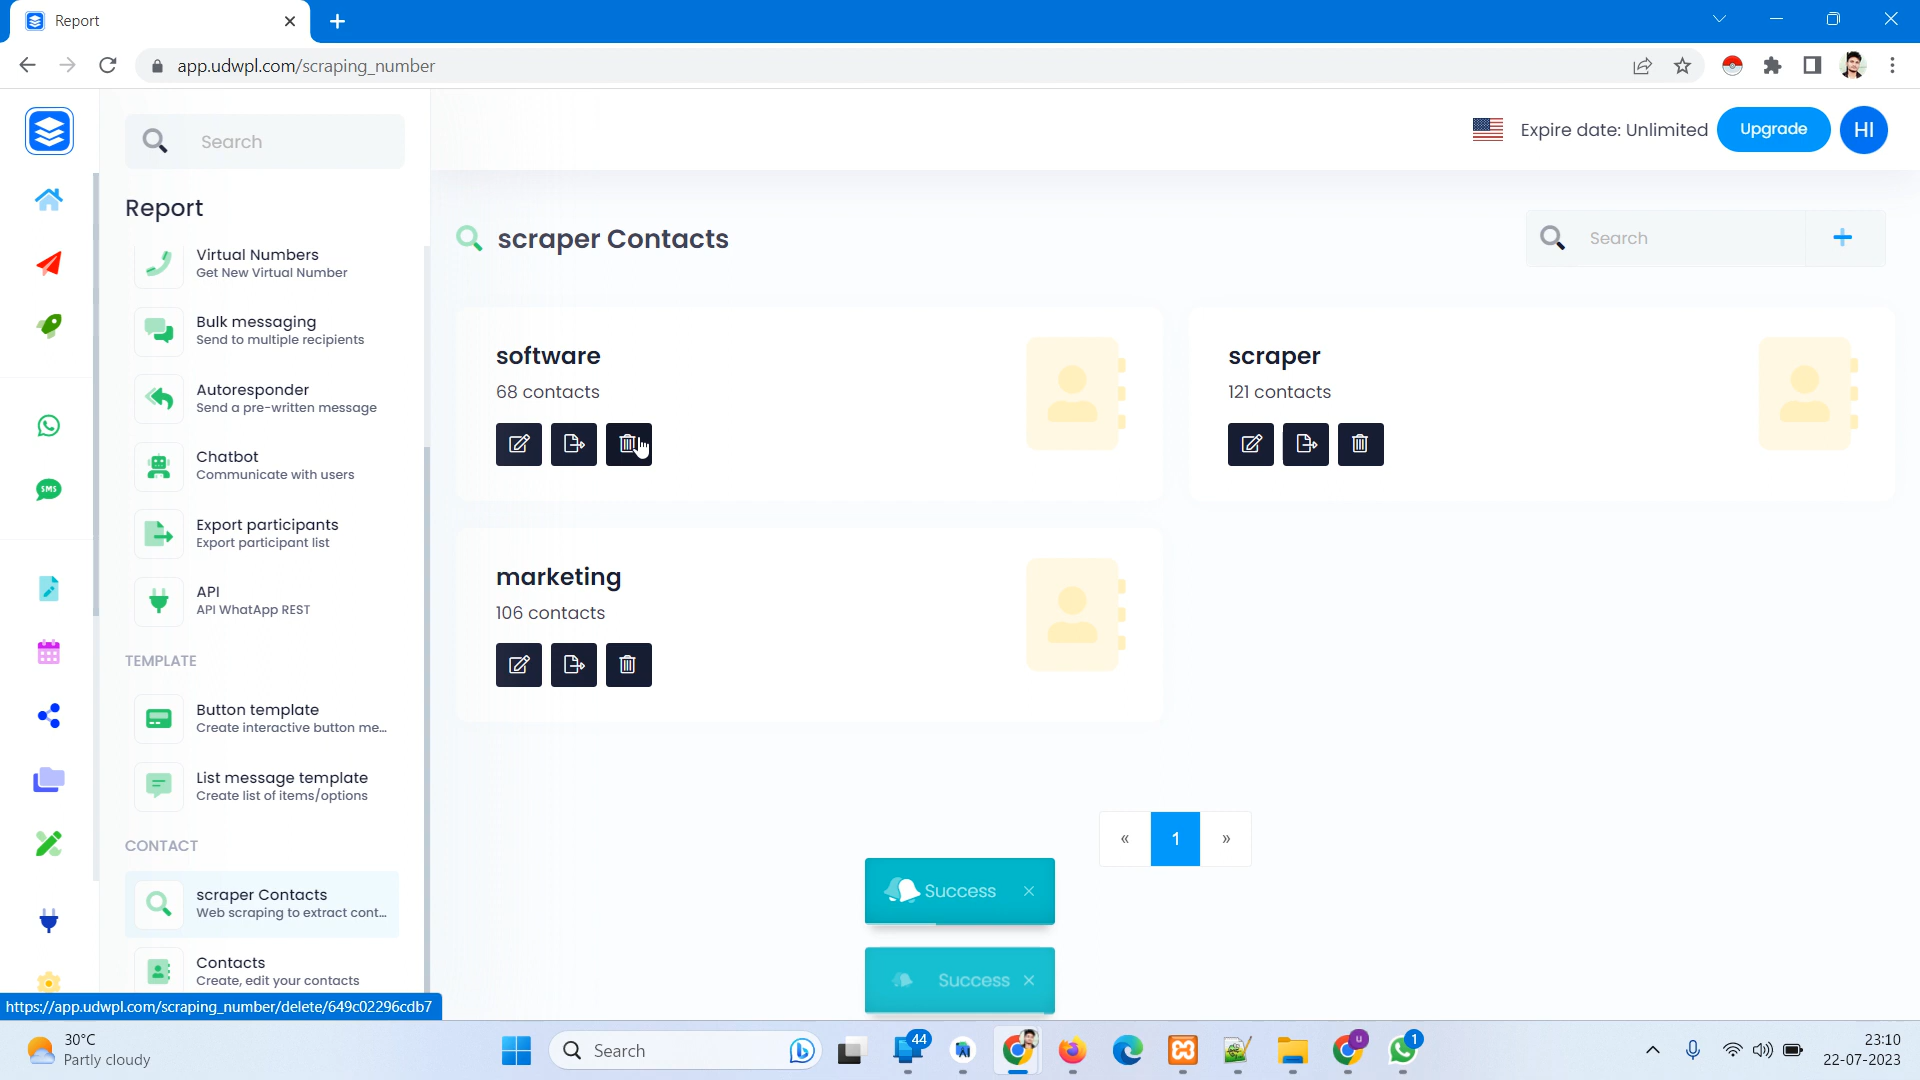 Report
app.udwpl.com/scraping_number
Search
Expire date: Unlimited
Upgrade
HI
Report
Virtual Numbers
Get New Virtual Number
Bulk messaging
Send to multiple recipients
Autoresponder
Send a pre-written message
Chatbot
Communicate with users
Export participants
Export participant list
API
API WhatApp REST
TEMPLATE
Button template
Create interactive button me...
List message template
Create list of items/options
CONTACT
scraper Contacts
Web scraping to extract cont...
Contacts
Create, edit your contacts
SMS
scraper Contacts
Search
software
68 contacts
scraper
121 contacts
marketing
106 contacts
« 1 »
Success
Success
https://app.udwpl.com/scraping_number/delete/649c02296cdb7
30°C
Partly cloudy
Search
44
u
1
23:10
22-07-2023